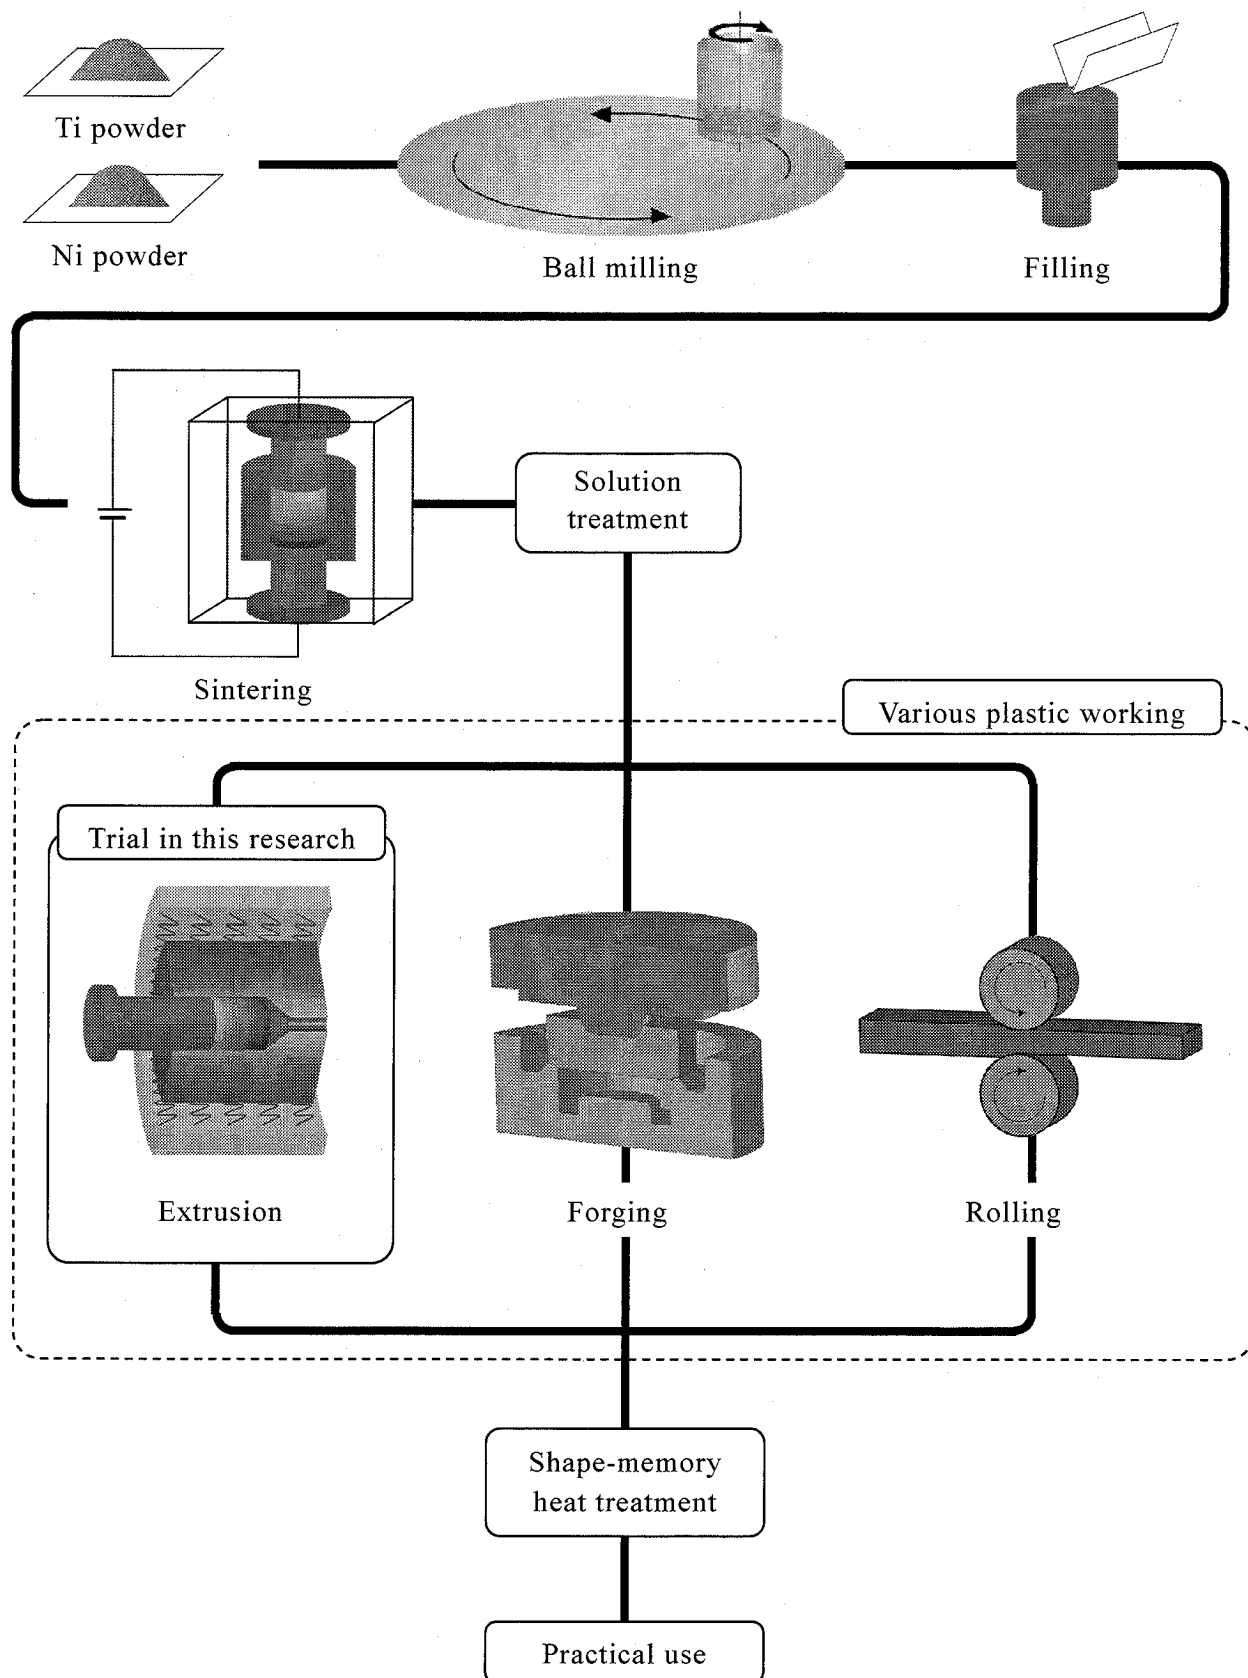 Ti powder
Ni powder
Ball milling
Filling
Sintering
Solution
treatment
Various plastic working
Trial in this research
Extrusion
Forging
Rolling
Shape-memory
heat treatment
Practical use